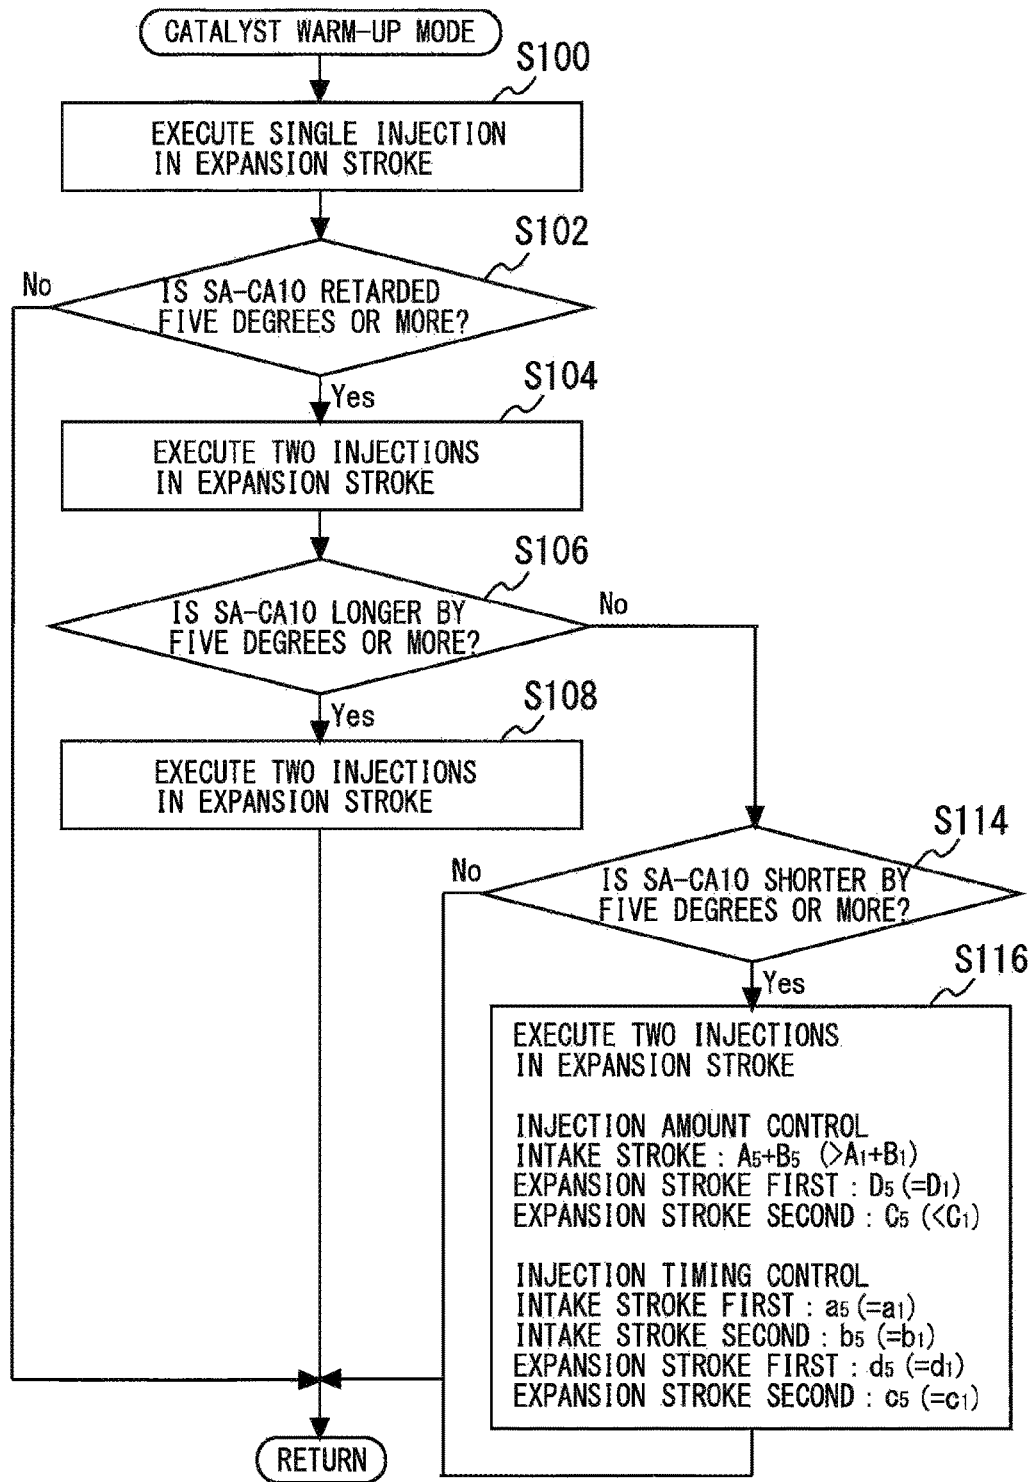 CATALYST WARM-UP MODE
S100
EXECUTE SINGLE INJECTION
IN EXPANSION STROKE
S102
No
IS SA-CA10 RETARDED
FIVE DEGREES OR MORE?
Yes
S104
EXECUTE TWO INJECTIONS
IN EXPANSION STROKE
S106
IS SA-CA10 LONGER BY
FIVE DEGREES OR MORE?
No
Yes
S108
EXECUTE TWO INJECTIONS
IN EXPANSION STROKE
S114
No
IS SA-CA10 SHORTER BY
FIVE DEGREES OR MORE?
Yes
S116
EXECUTE TWO INJECTIONS
IN EXPANSION STROKE
INJECTION AMOUNT CONTROL
INTAKE STROKE : A5+B5 (>A1+B1)
EXPANSION STROKE FIRST : D5 (=D1)
EXPANSION STROKE SECOND : C5 (<C1)
INJECTION TIMING CONTROL
INTAKE STROKE FIRST : a5 (=a1)
INTAKE STROKE SECOND : b5 (=b1)
EXPANSION STROKE FIRST : d5 (=d1)
EXPANSION STROKE SECOND : c5 (=c1)
RETURN